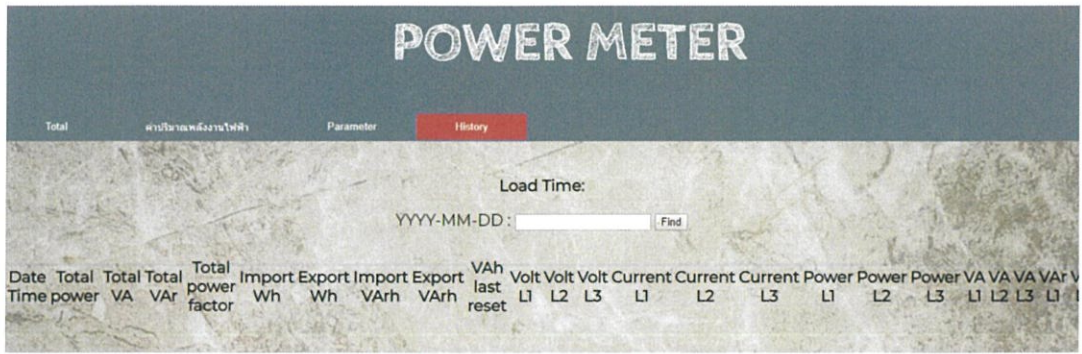 POWER METER
Total ค่าปริมาณพลังงานไฟฟ้า Parameter History
Load Time:
YYYY-MM-DD : Find
Date Time Total power Total VA Total VAr Total power factor Import Wh Export Wh Import VArh Export VArh VAh last reset Volt L1 Volt L2 Volt L3 Current L1 Current L2 Current L3 Power L1 Power L2 Power L3 VA L1 VA L2 VA L3 VAr L1